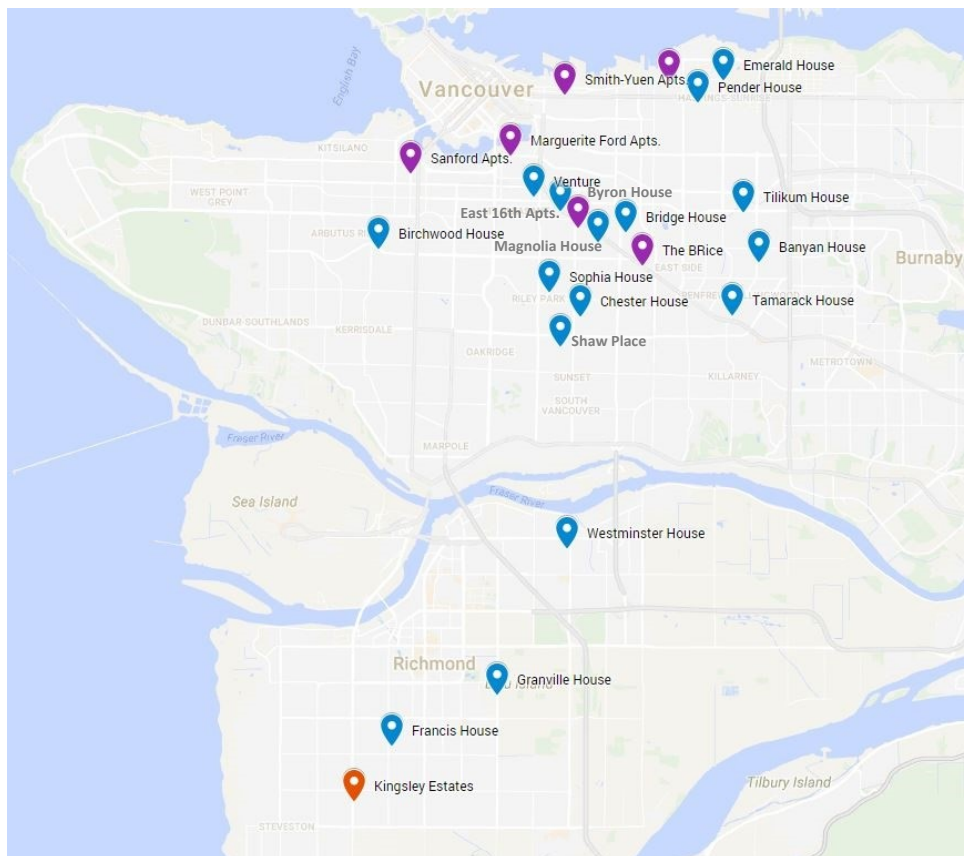 English Bay
Vancouver
Emerald House
Smith-Yuen Apts.
Pender House
HASTINGS-SUNRISE
Marguerite Ford Apts.
KITSILANO
Sanford Apts.
Venture
WEST POINT
GREY
Byron House
Tilikum House
East 16th Apts.
Bridge House
Birchwood House
Magnolia House
The BRice
Banyan House
Burnaby
EAST SIDE
Sophia House
RILEY PARK
Chester House
Tamarack House
DUNBAR-SOUTHLANDS
KERRISDALE
Shaw Place
OAKRIDGE
METROTOWN
SUNSET
KILLARNEY
SOUTH
VANCOUVER
Fraser River
MARPOLE
Fraser River
Sea Island
Westminster House
Richmond
Granville House
Island
Francis House
Kingsley Estates
Tilbury Island
STEVESTON